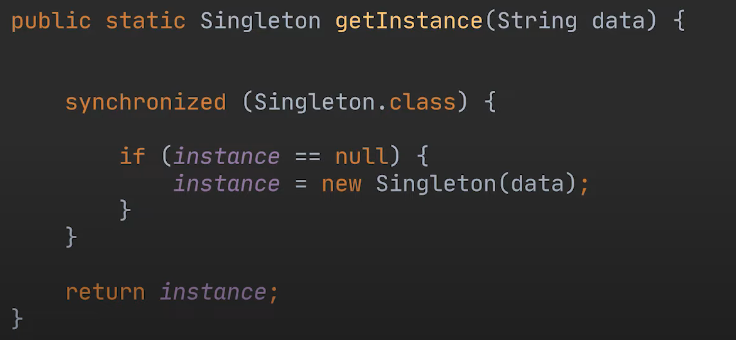 public static Singleton getInstance(String data) {
synchronized (Singleton.class) {
if (instance == null) {
instance = new Singleton(data);
}
}
return instance;
}